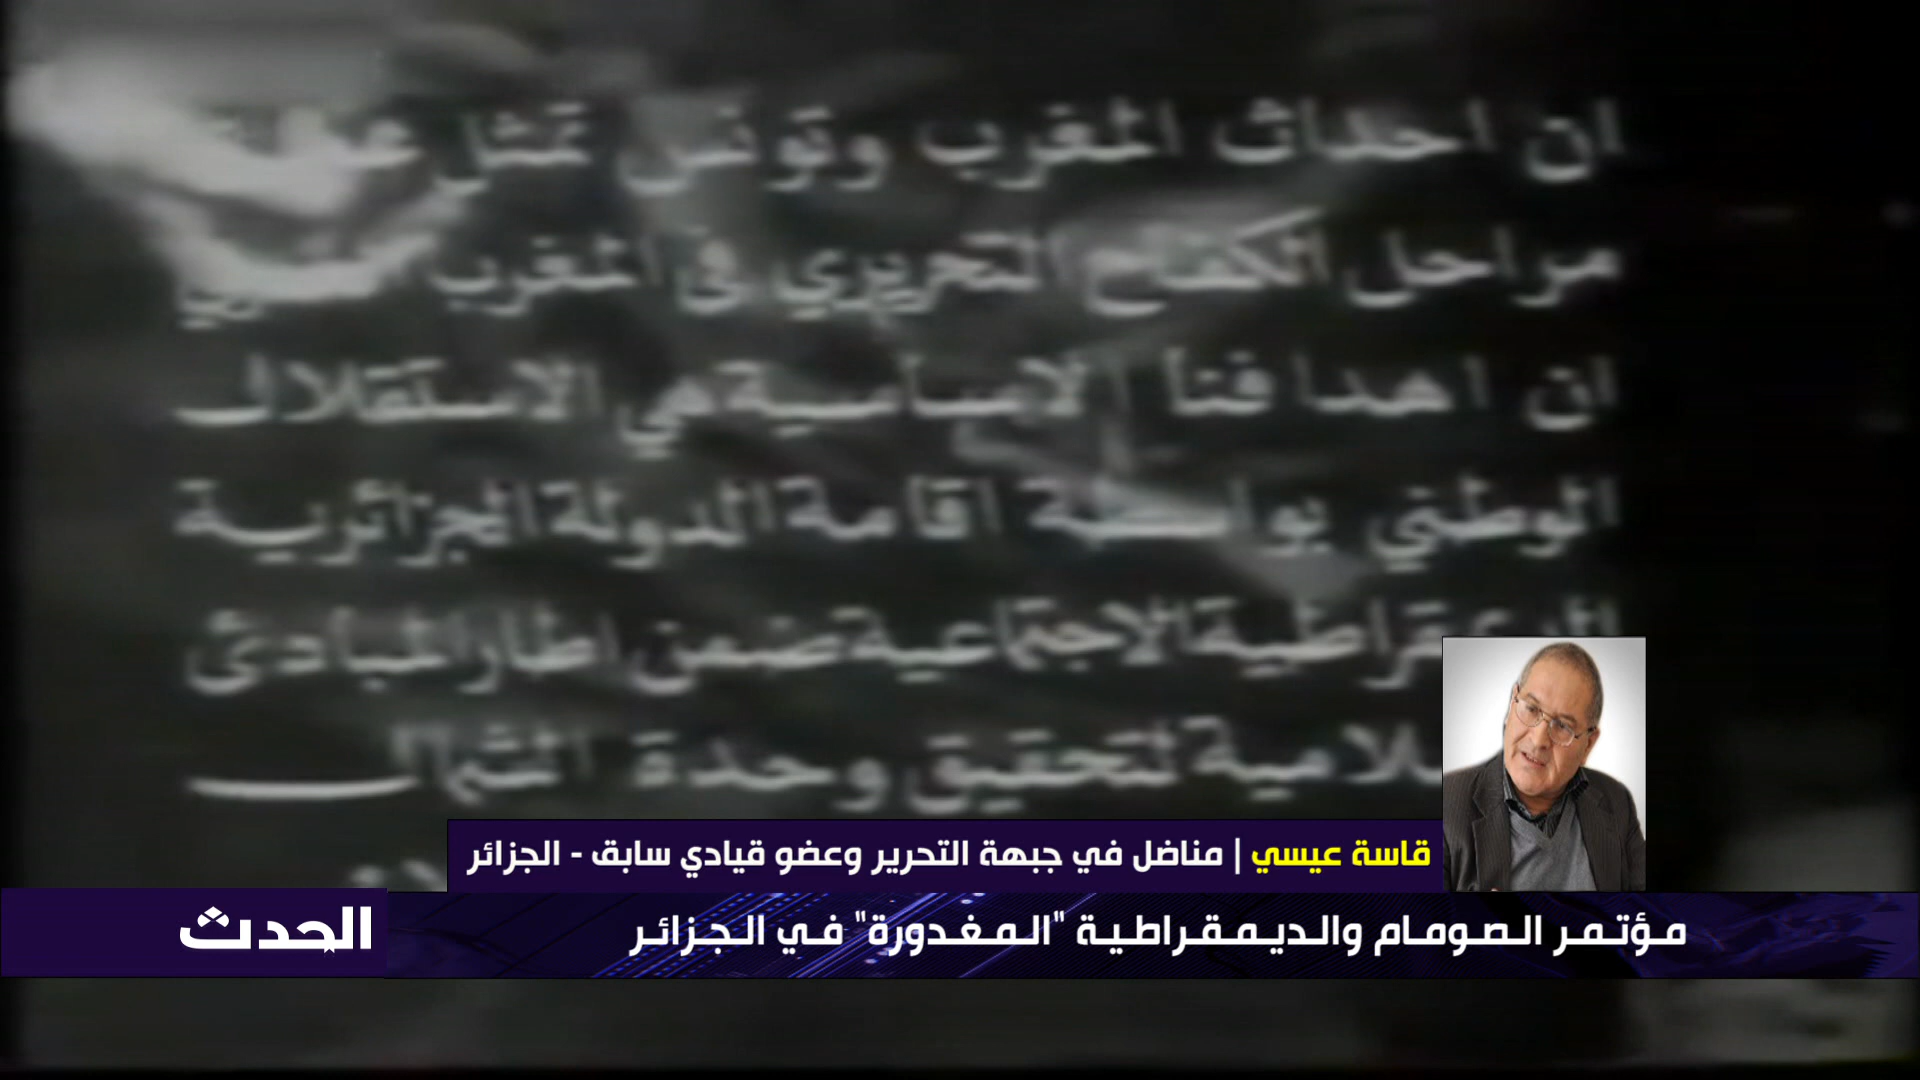 ان احداث المغرب وتونس تمثل
مراحل الكفاح التحريري في المغرب
ان اهدافنا الاساسية هي الاستقلال
الوطني بواسطة اقامة الدولة الجزائرية
الاجتماعية ضمن اطار المبادئ
لتحقيق وحدة الشمال
قاسة عيسي | مناضل في جبهة التحرير وعضو قيادي سابق - الجزائر
مؤتمر الصومام والديمقراطية "المغدورة" في الجزائر
الحدث